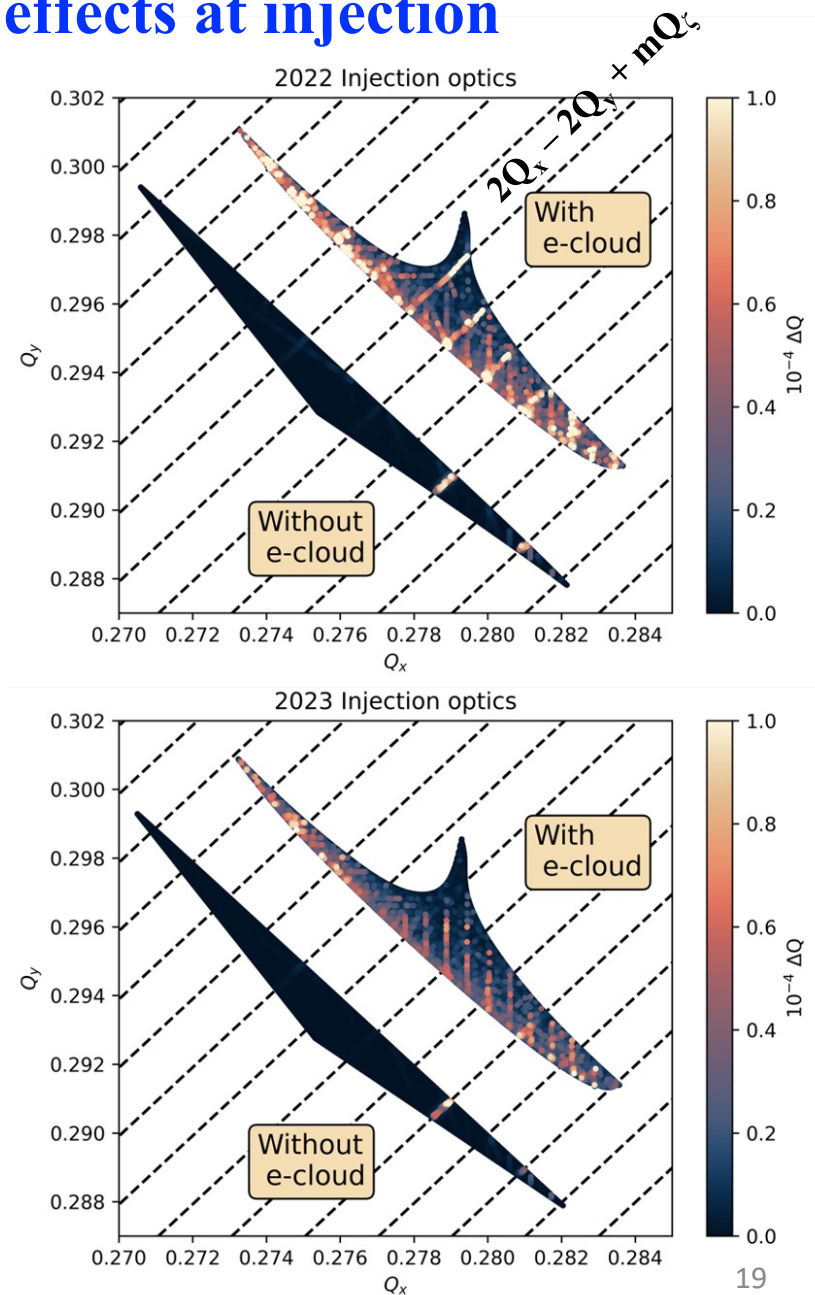 effects at injection
2022 Injection optics
2Qₓ − 2Qᵧ + mQ_ζ
0.302
0.300
0.298
0.296
0.294
0.292
0.290
0.288
Q_y
With
e-cloud
Without
e-cloud
0.270 0.272 0.274 0.276 0.278 0.280 0.282 0.284
Qₓ
1.0
0.8
0.6
0.4
0.2
0.0
10⁻⁴ ΔQ
2023 Injection optics
0.302
0.300
0.298
0.296
0.294
0.292
0.290
0.288
Q_y
With
e-cloud
Without
e-cloud
0.270 0.272 0.274 0.276 0.278 0.280 0.282 0.284
Qₓ
1.0
0.8
0.6
0.4
0.2
0.0
10⁻⁴ ΔQ
19